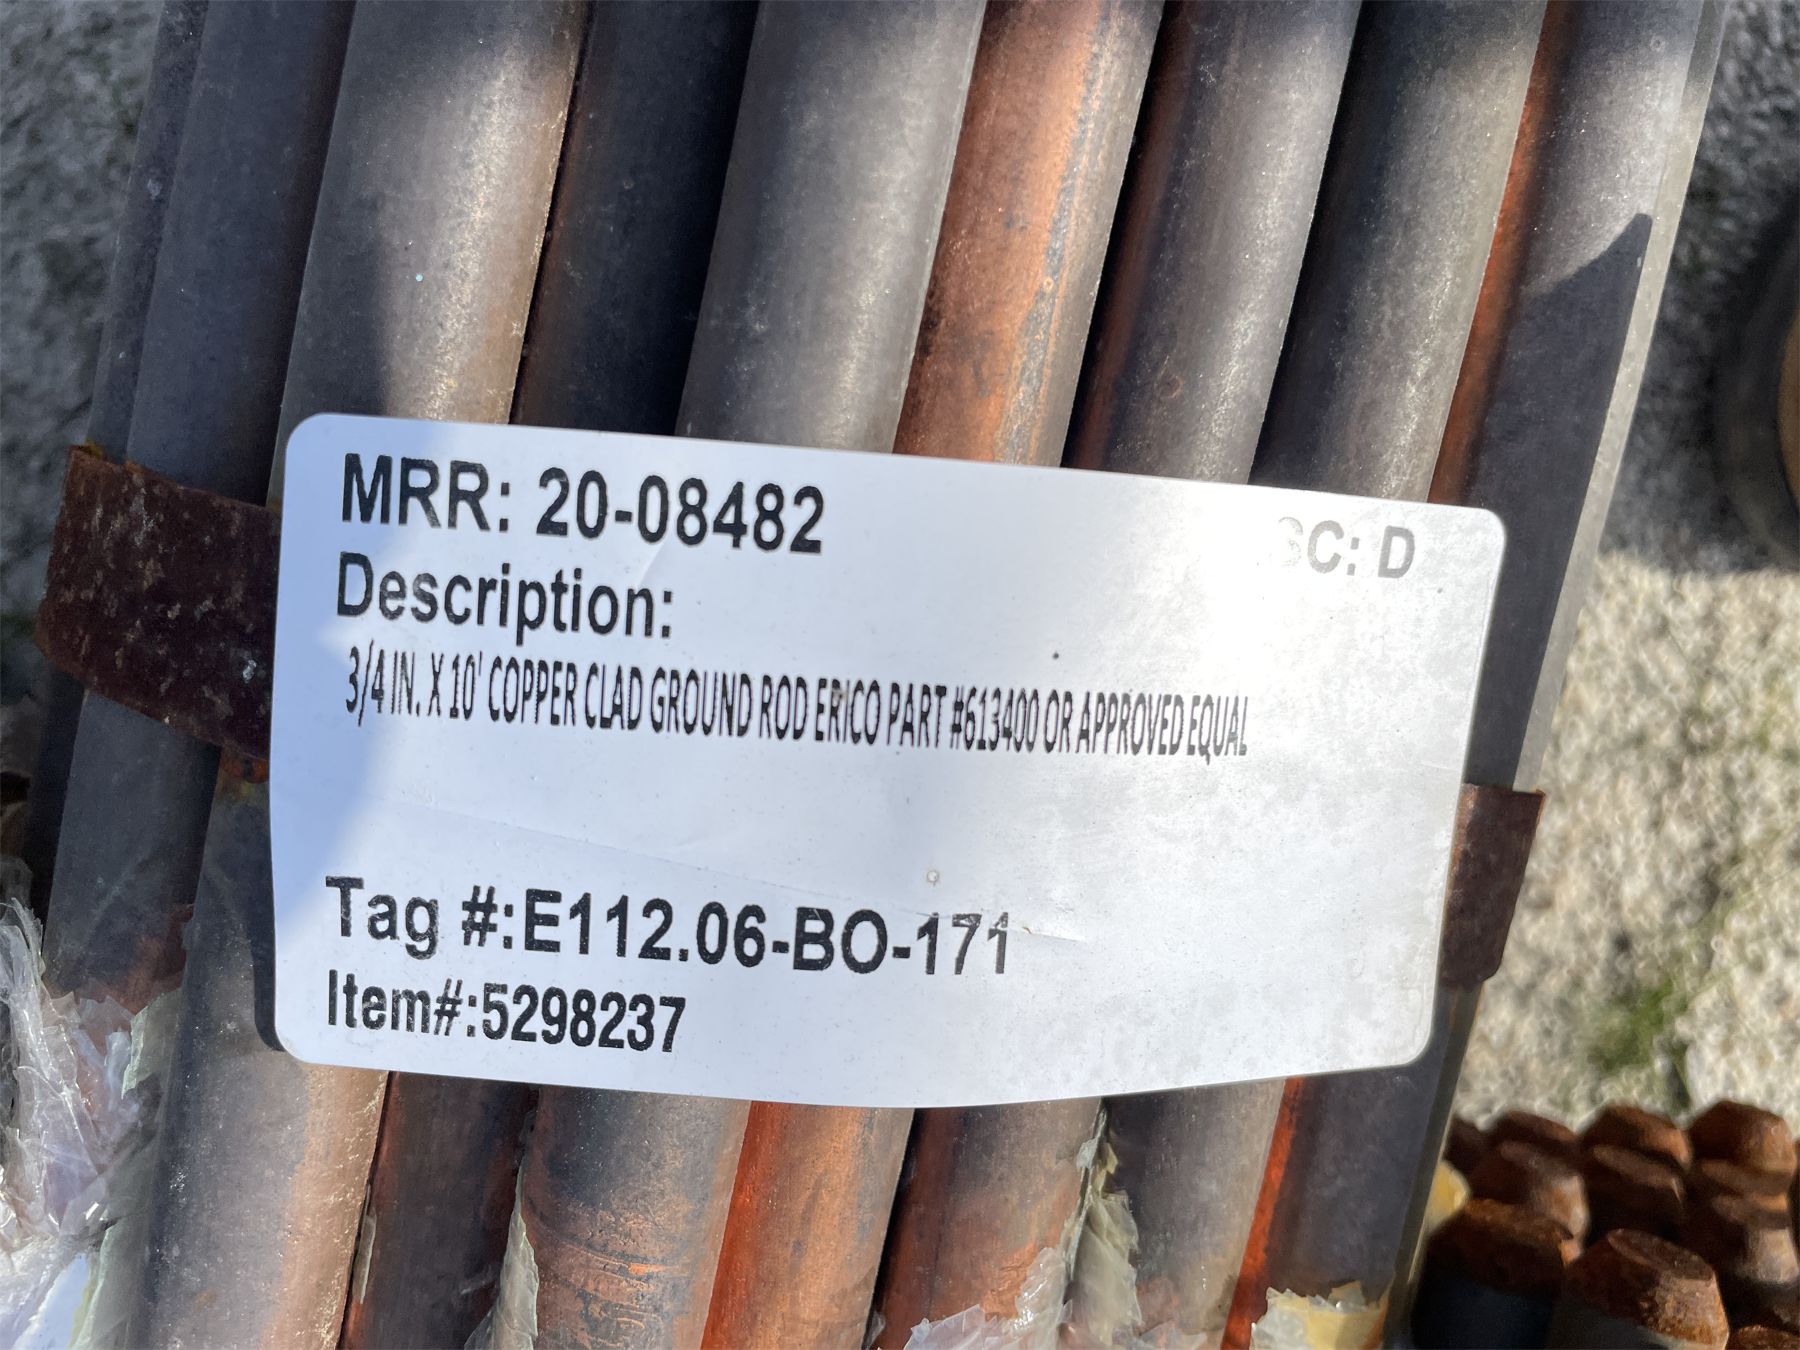 MRR: 20-08482
SC: D
Description:
3/4 IN. X 10' COPPER CLAD GROUND ROD ERICO PART #613400 OR APPROVED EQUAL
Tag #:E112.06-BO-171
Item#:5298237